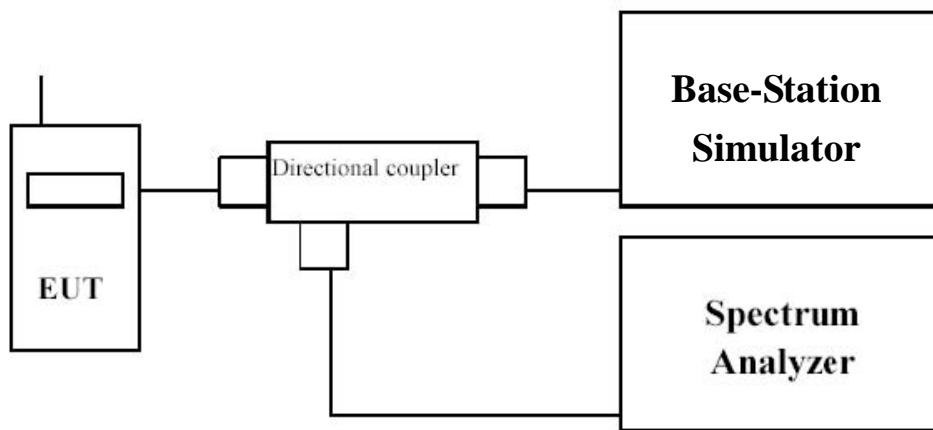 Base-Station
Simulator
Directional coupler
EUT
Spectrum
Analyzer